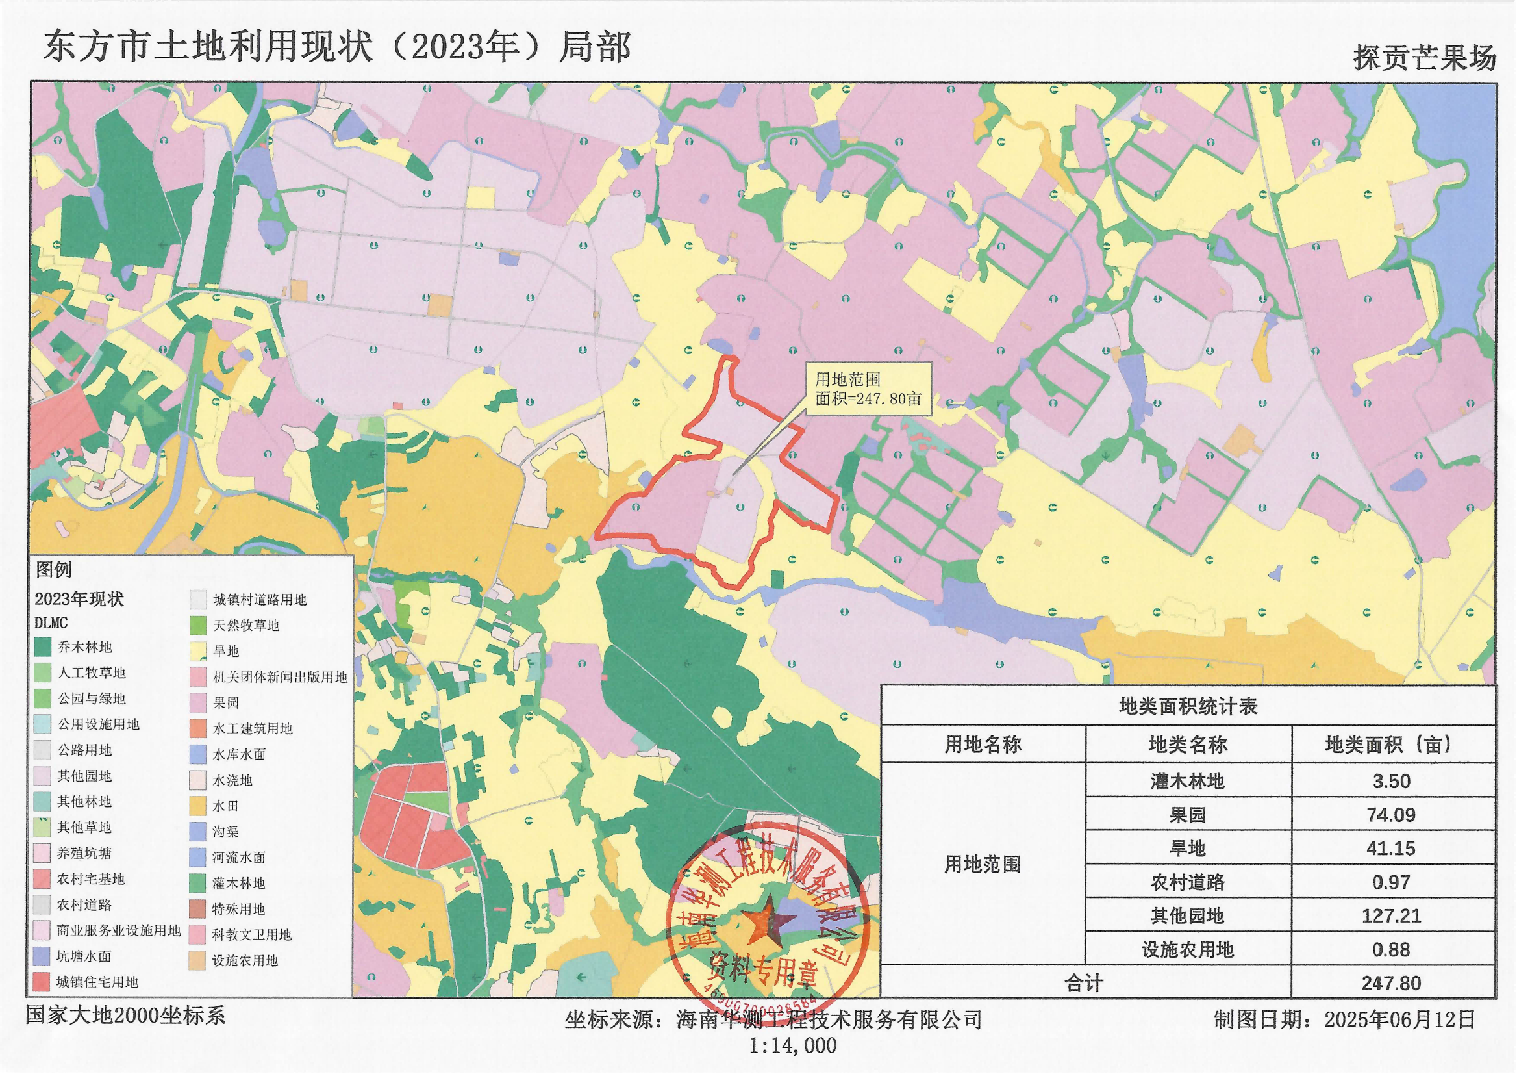 东方市土地利用现状（2023年）局部
探贡芒果场
用地范围
面积=247.80亩
图例
2023年现状
DLMC
乔木林地
人工牧草地
公园与绿地
公用设施用地
公路用地
其他园地
其他林地
其他草地
养殖坑塘
农村宅基地
农村道路
商业服务业设施用地
坑塘水面
城镇住宅用地
城镇村道路用地
天然牧草地
旱地
机关团体新闻出版用地
果园
水工建筑用地
水库水面
水浇地
水田
沟渠
河流水面
灌木林地
特殊用地
科教文卫用地
设施农用地
地类面积统计表
用地名称 地类名称 地类面积（亩）
用地范围
灌木林地 3.50
果园 74.09
旱地 41.15
农村道路 0.97
其他园地 127.21
设施农用地 0.88
合计 247.80
海南华测工程技术服务有限公司
资料专用章
国家大地2000坐标系
坐标来源：海南华测工程技术服务有限公司
制图日期：2025年06月12日
1:14,000